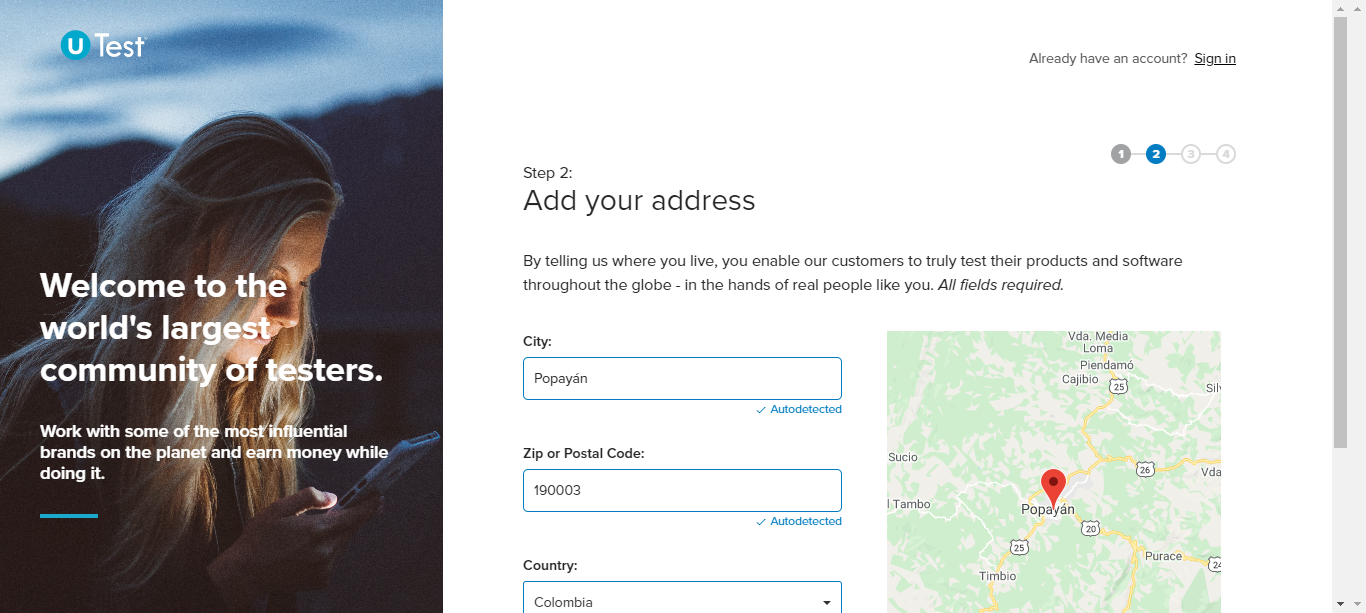 U Test
Welcome to the
world's largest
community of testers.
Work with some of the most influential
brands on the planet and earn money while
doing it.
Already have an account? Sign in
1 2 3 4
Step 2:
Add your address
By telling us where you live, you enable our customers to truly test their products and software
throughout the globe - in the hands of real people like you. All fields required.
City:
Popayán
Autodetected
Zip or Postal Code:
190003
Autodetected
Country:
Colombia
Vda. Media
Loma
Piendamó
Cajibio
25
Silv
Sucio
26
Vda
l Tambo
Popayán
20
25
Purace
24
Timbio